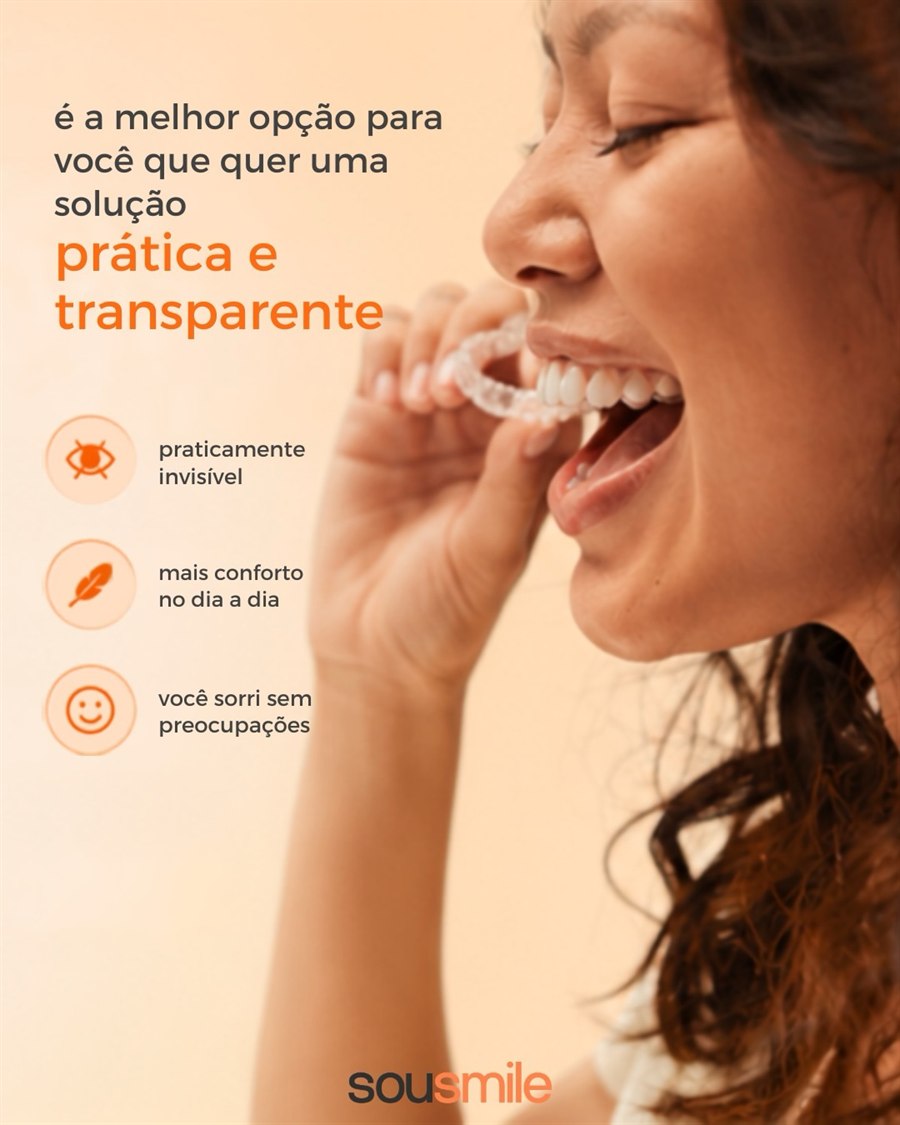 é a melhor opção para
você que quer uma
solução
prática e
transparente
praticamente
invisível
mais conforto
no dia a dia
você sorri sem
preocupações
sousmile